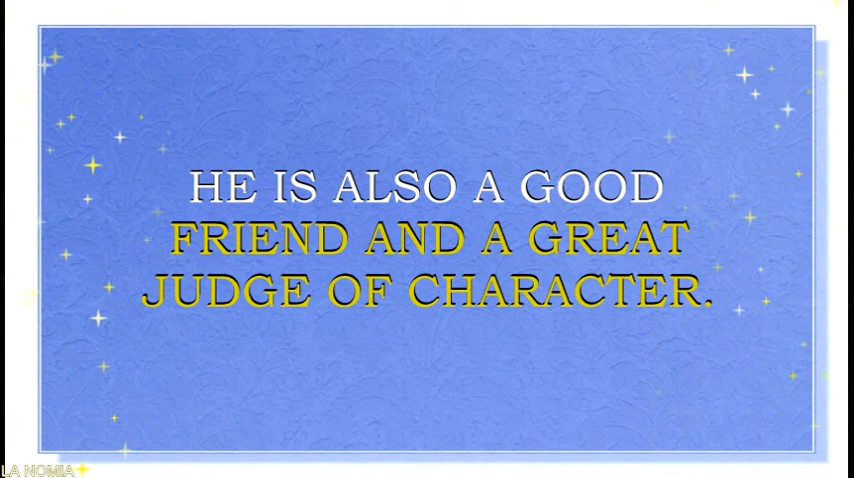 HE IS ALSO A GOOD
FRIEND AND A GREAT
JUDGE OF CHARACTER.
LA NOMIA